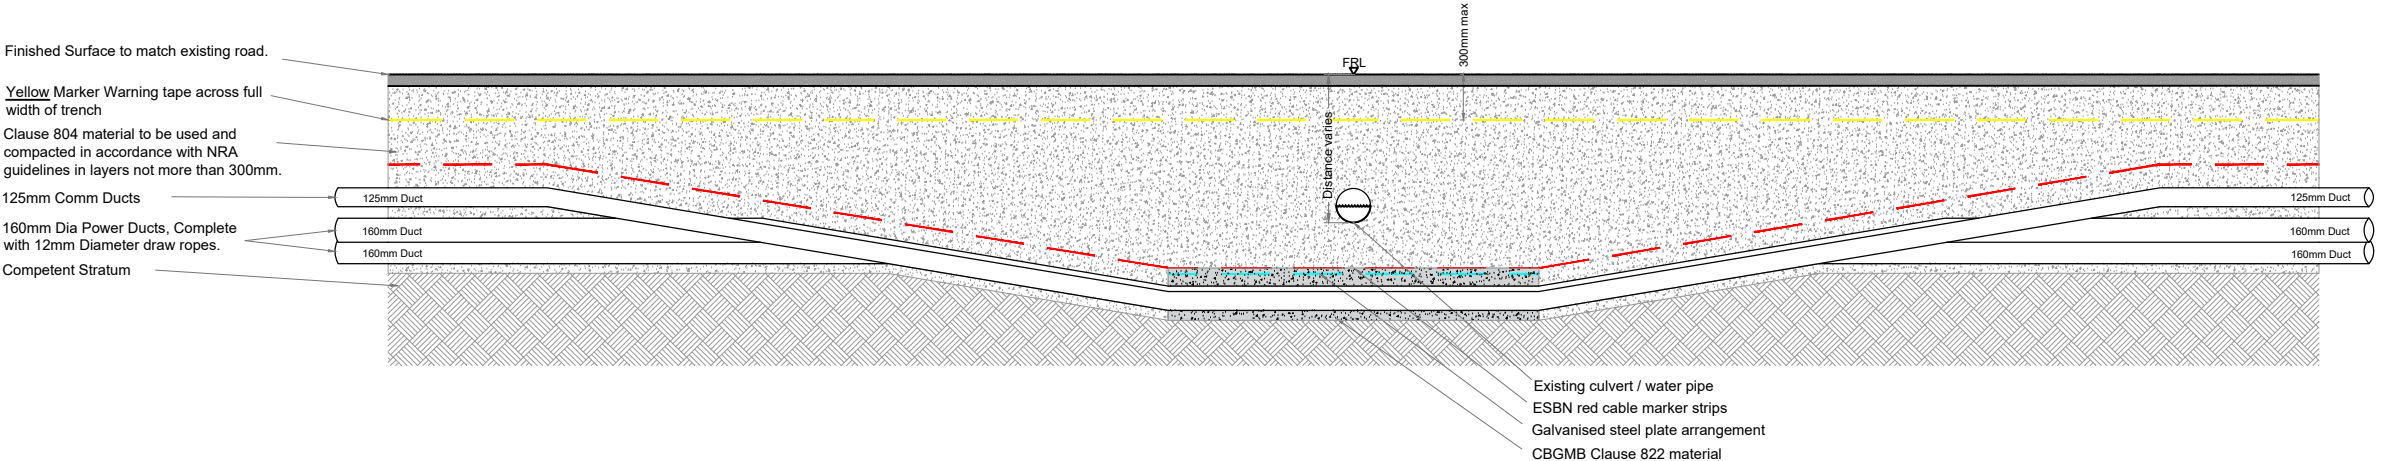 Finished Surface to match existing road.
Yellow Marker Warning tape across full
width of trench
Clause 804 material to be used and
compacted in accordance with NRA
guidelines in layers not more than 300mm.
125mm Comm Ducts
160mm Dia Power Ducts, Complete
with 12mm Diameter draw ropes.
Competent Stratum
125mm Duct
160mm Duct
160mm Duct
FRL
Distance varies
300mm max
125mm Duct
160mm Duct
160mm Duct
Existing culvert / water pipe
ESBN red cable marker strips
Galvanised steel plate arrangement
CBGMB Clause 822 material